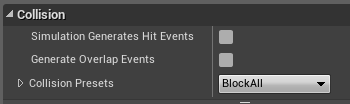 Collision
Simulation Generates Hit Events
Generate Overlap Events
Collision Presets BlockAll